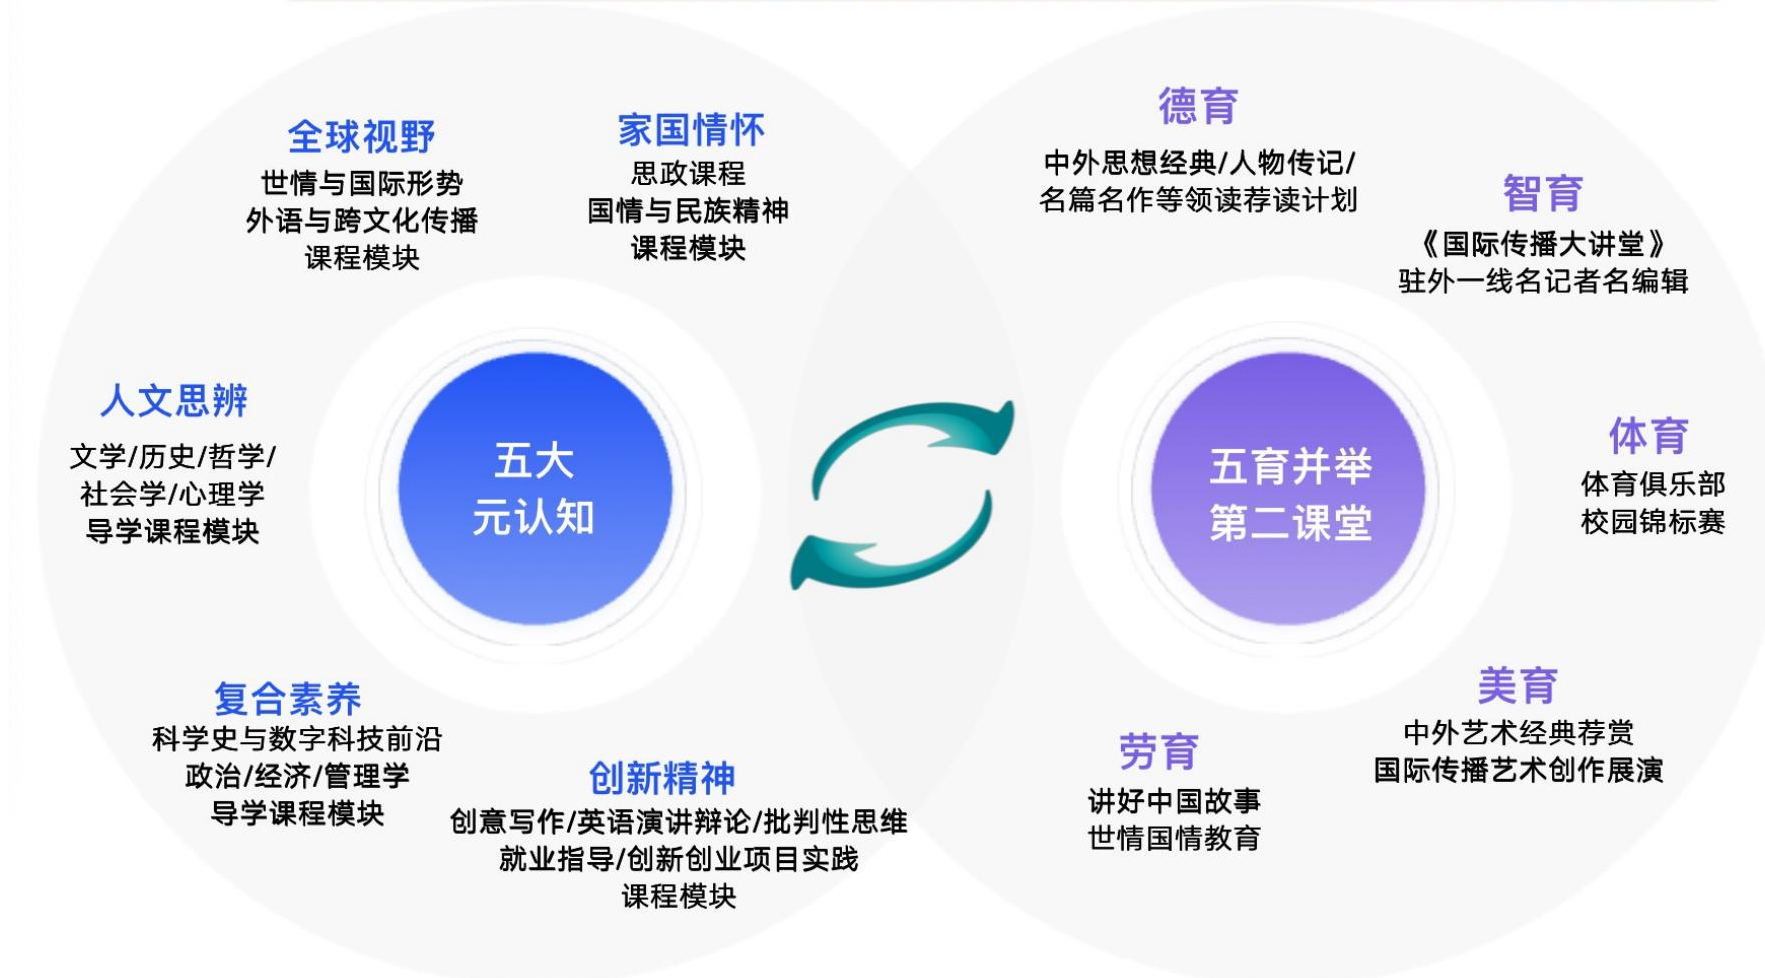 全球视野
世情与国际形势
外语与跨文化传播
课程模块
家国情怀
思政课程
国情与民族精神
课程模块
人文思辨
文学/历史/哲学/
社会学/心理学
导学课程模块
五大
元认知
复合素养
科学史与数字科技前沿
政治/经济/管理学
导学课程模块
创新精神
创意写作/英语演讲辩论/批判性思维
就业指导/创新创业项目实践
课程模块
德育
中外思想经典/人物传记/
名篇名作等领读荐读计划
智育
《国际传播大讲堂》
驻外一线名记者名编辑
五育并举
第二课堂
体育
体育俱乐部
校园锦标赛
美育
中外艺术经典荐赏
国际传播艺术创作展演
劳育
讲好中国故事
世情国情教育